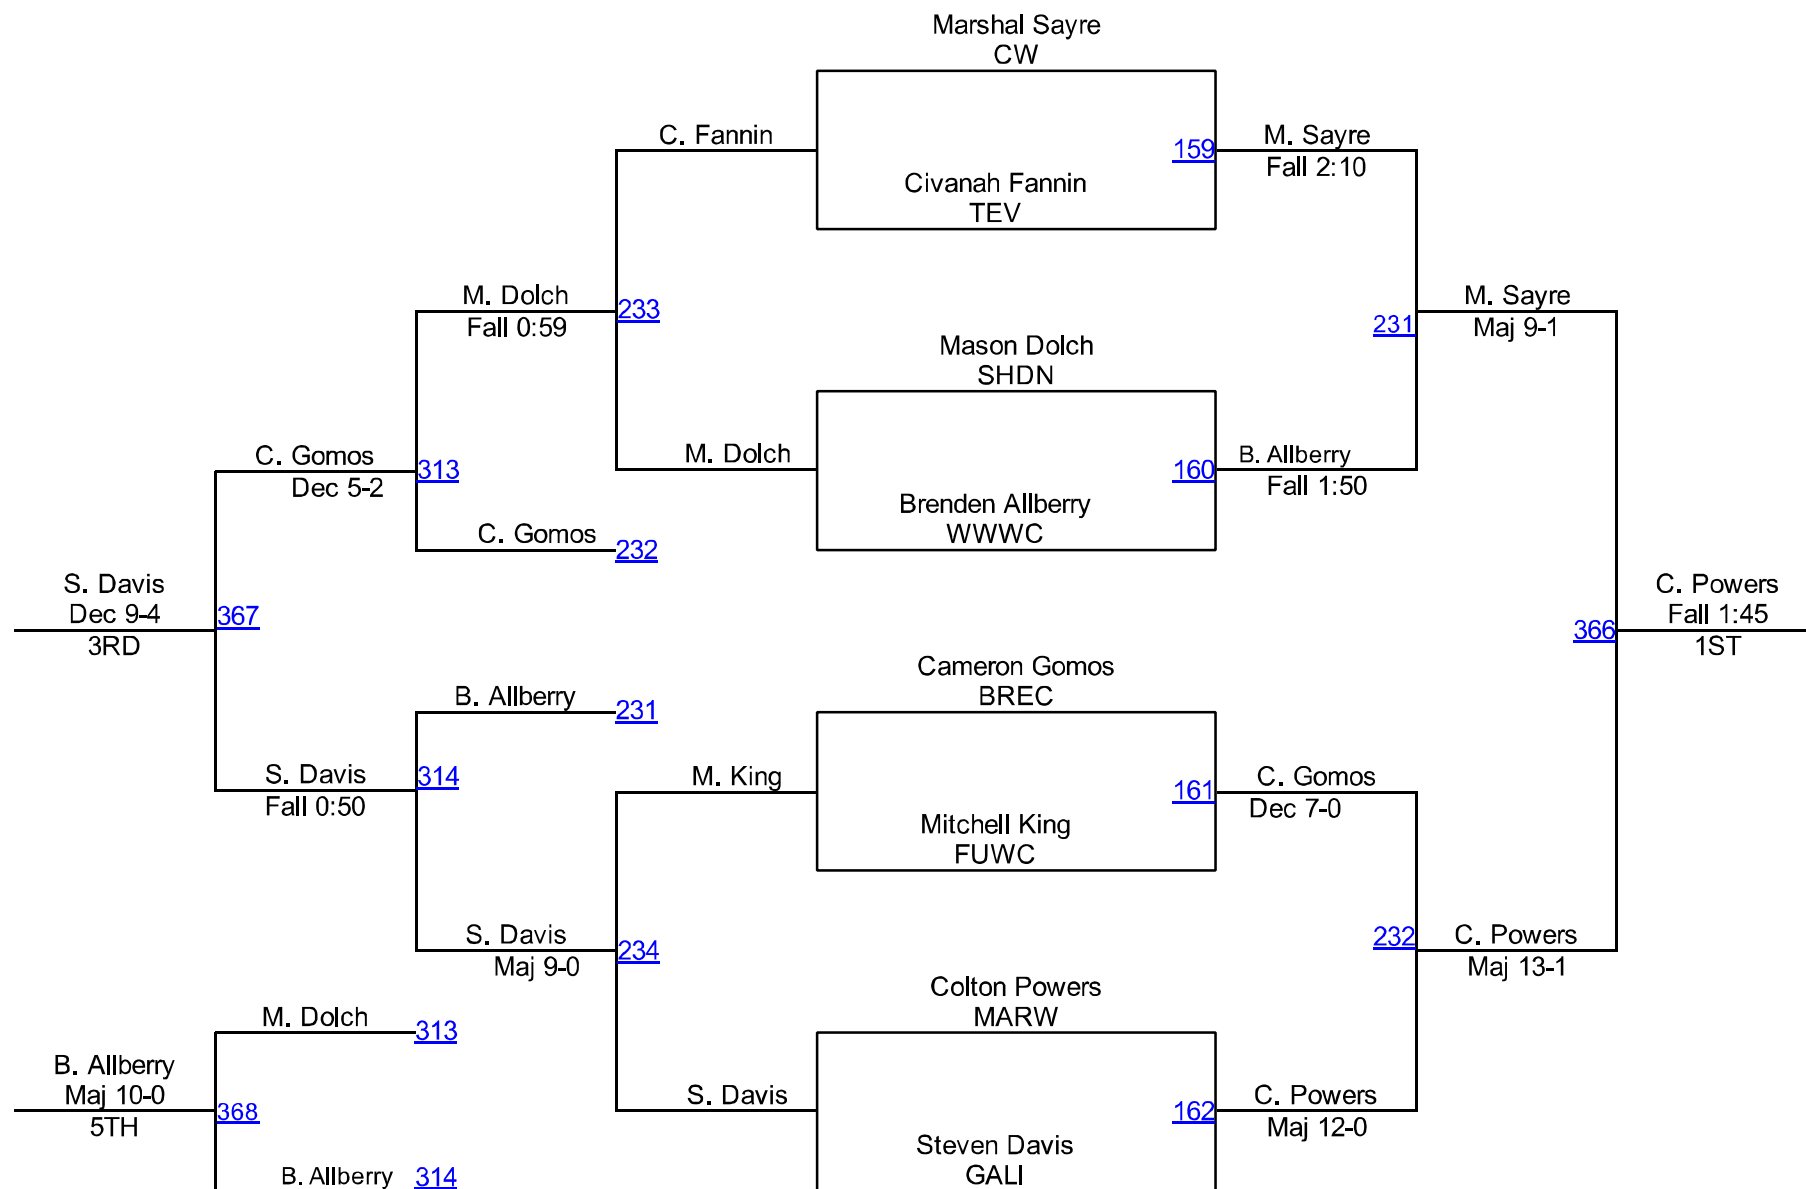 Marshal Sayre
CW
C. Fannin
159
M. Sayre
Fall 2:10
Civanah Fannin
TEV
M. Dolch
Fall 0:59
233
M. Sayre
Maj 9-1
231
Mason Dolch
SHDN
C. Gomos
Dec 5-2
313
M. Dolch
160
B. Allberry
Fall 1:50
Brenden Allberry
WWWC
C. Gomos
232
S. Davis
Dec 9-4
3RD
367
C. Powers
Fall 1:45
1ST
366
Cameron Gomos
BREC
B. Allberry
231
S. Davis
Fall 0:50
314
M. King
161
C. Gomos
Dec 7-0
Mitchell King
FUWC
S. Davis
Maj 9-0
234
232
C. Powers
Maj 13-1
Colton Powers
MARW
M. Dolch
313
B. Allberry
Maj 10-0
5TH
368
S. Davis
162
C. Powers
Maj 12-0
Steven Davis
GALI
B. Allberry
314